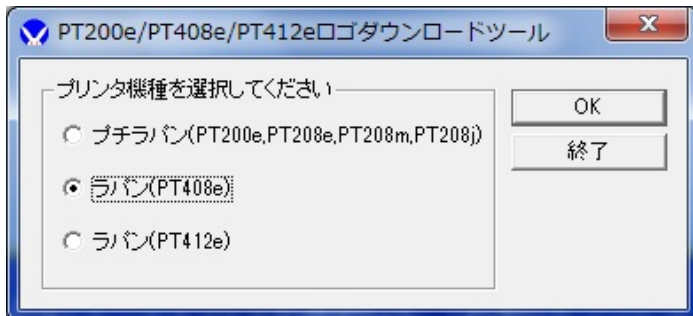 PT200e/PT408e/PT412eロゴダウンロードツール
プリンタ機種を選択してください
プチラパン(PT200e,PT208e,PT208m,PT208j)
ラパン(PT408e)
ラパン(PT412e)
OK
終了